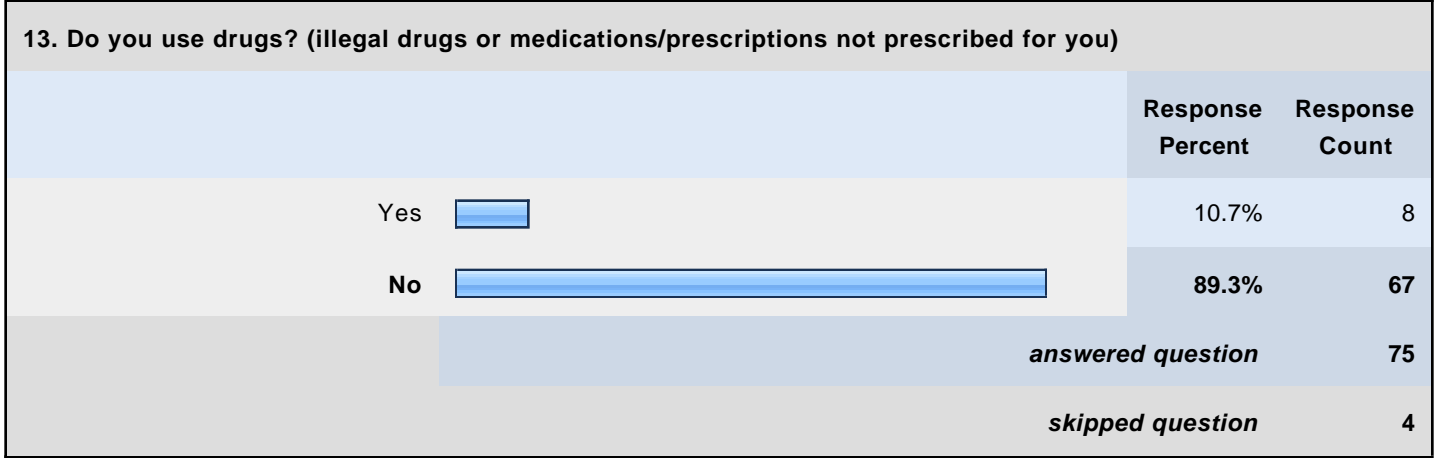 13. Do you use drugs? (illegal drugs or medications/prescriptions not prescribed for you)
Response Percent Response Count
Yes 10.7% 8
No 89.3% 67
answered question 75
skipped question 4